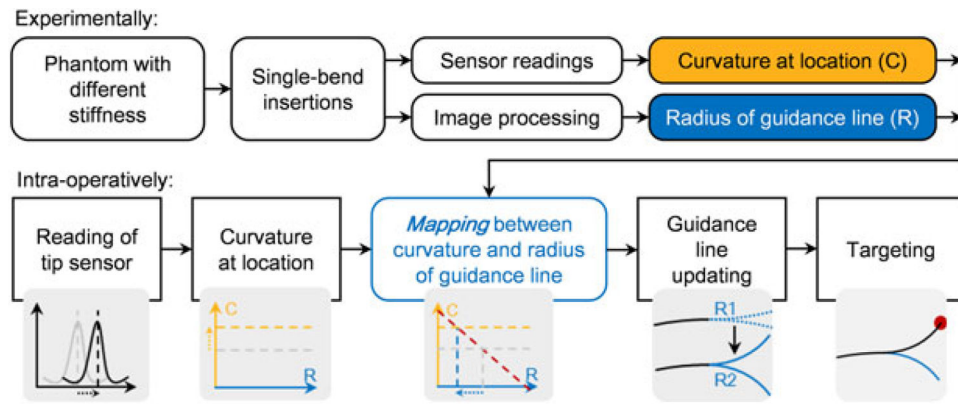 Experimentally:
Phantom with
different
stiffness
Single-bend
insertions
Sensor readings
Curvature at location (C)
Image processing
Radius of guidance line (R)
Intra-operatively:
Reading of
tip sensor
Curvature
at location
Mapping between
curvature and radius
of guidance line
Guidance
line
updating
Targeting
C
R
C
R
R1
R2